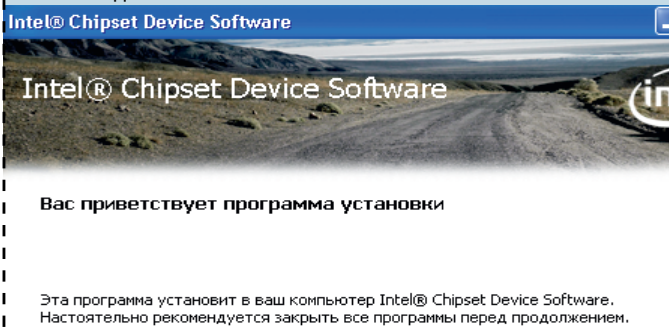 Intel® Chipset Device Software
Intel® Chipset Device Software
Вас приветствует программа установки
Эта программа установит в ваш компьютер Intel® Chipset Device Software.
Настоятельно рекомендуется закрыть все программы перед продолжением.